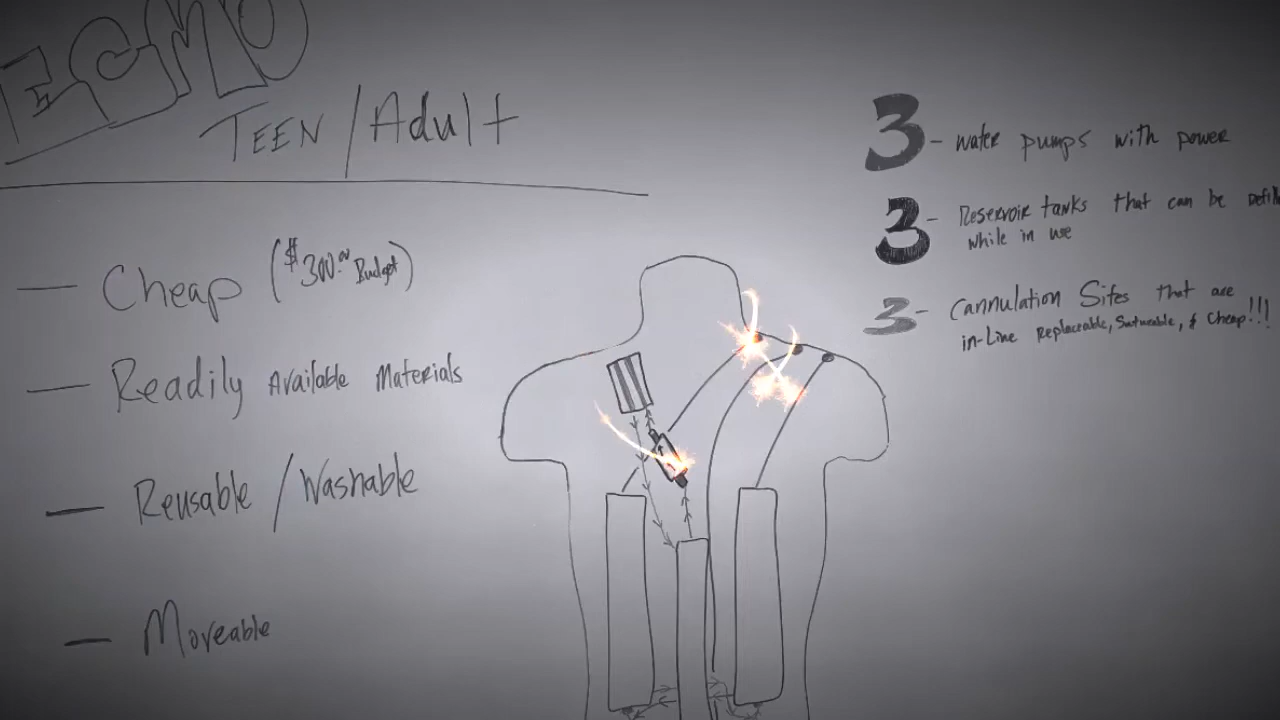 ECMO
TEEN / Adult
— Cheap ($300.00 Budget)
— Readily Available Materials
— Reusable / Washable
— Moveable
3 - water pumps with power
3 - Reservoir tanks that can be
while in use
3 - Cannulation Sites that are
in-Line Replaceable, Sutureable, & Cheap!!!